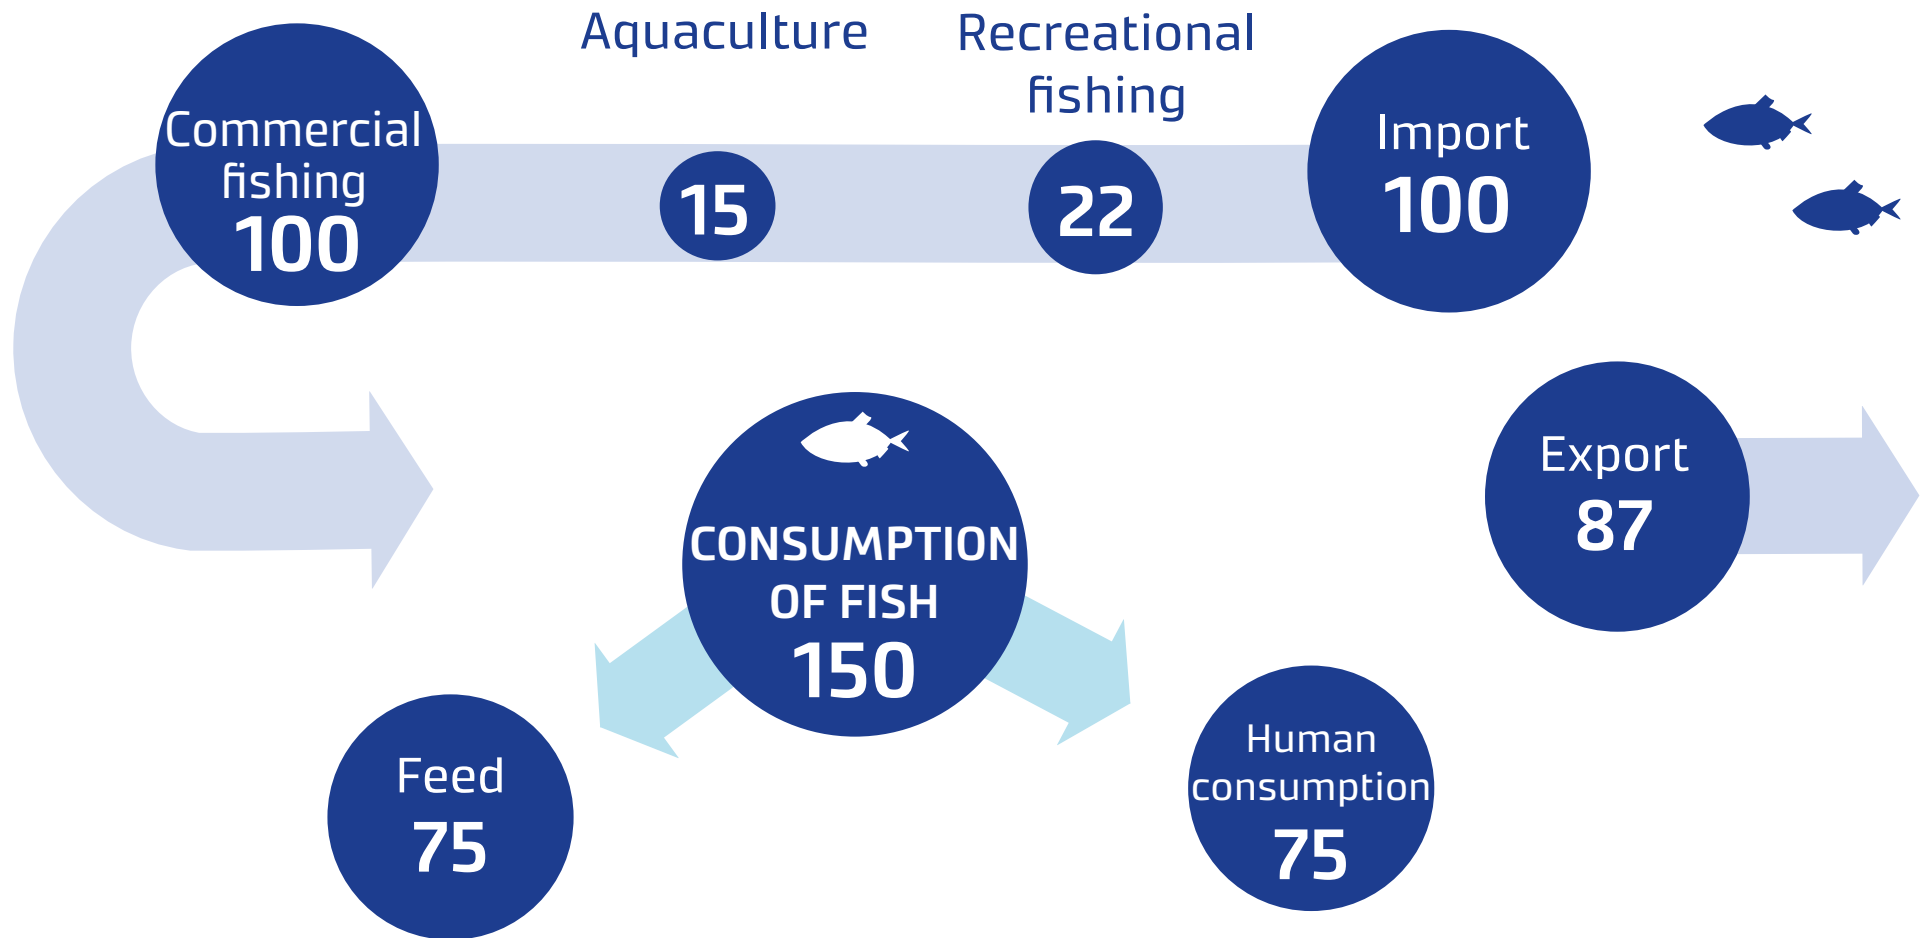 Commercial
fishing
100
Aquaculture
15
Recreational
fishing
22
Import
100
CONSUMPTION
OF FISH
150
Export
87
Feed
75
Human
consumption
75